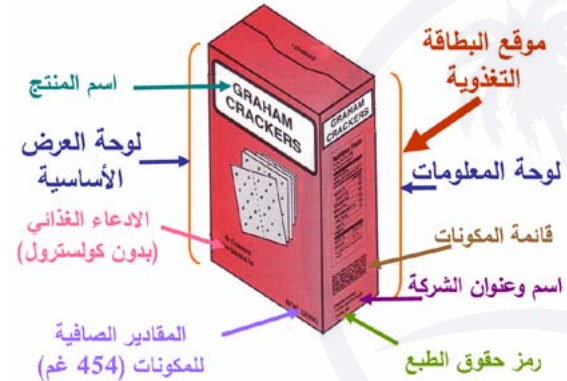 موقع البطاقة
التغذوية
اسم المنتج
GRAHAM
CRACKERS
GRAHAM
CRACKERS
لوحة العرض
الأساسية
لوحة المعلومات
الادعاء الغذائي
(بدون كولسترول)
قائمة المكونات
اسم وعنوان الشركة
المقادير الصافية
للمكونات (454 غم)
رمز حقوق الطبع